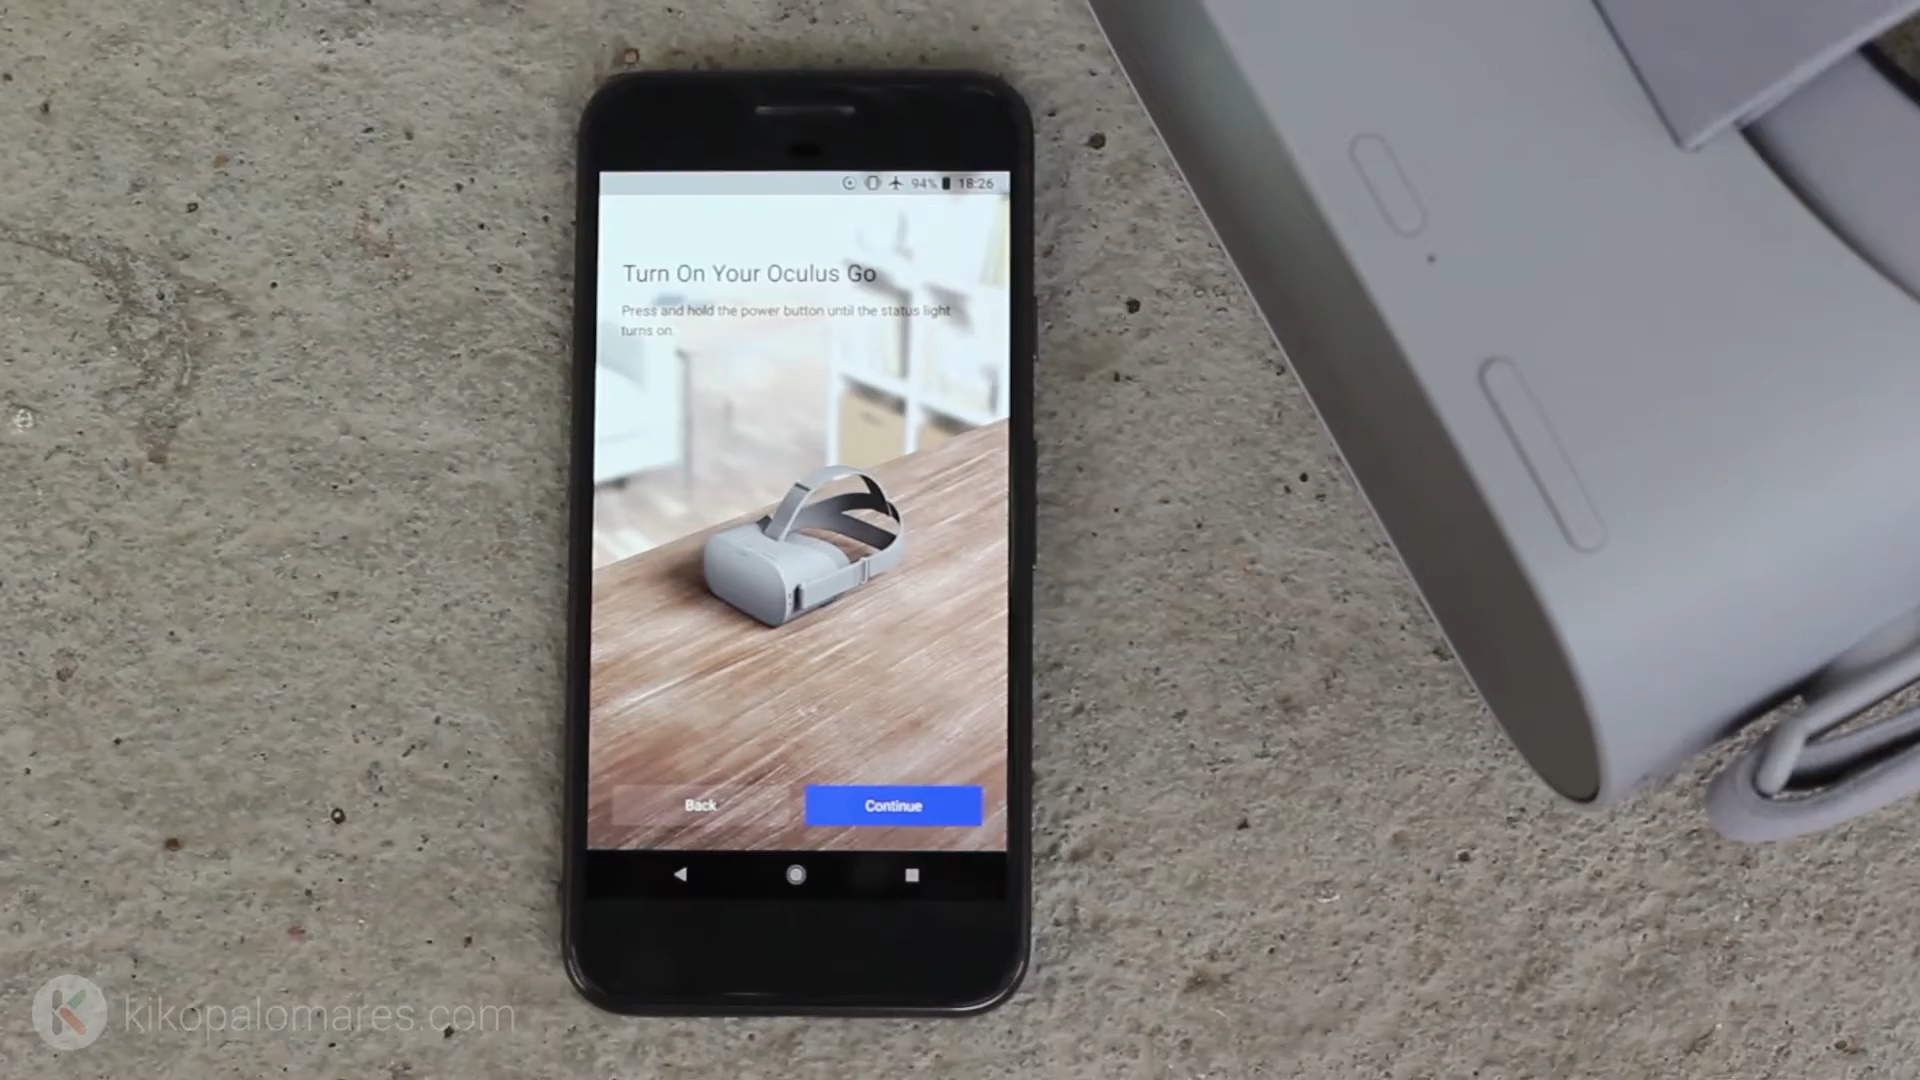 94% 18:26
Turn On Your Oculus Go
Press and hold the power button until the status light
turns on.
Back
Continue
K kikopalomares.com